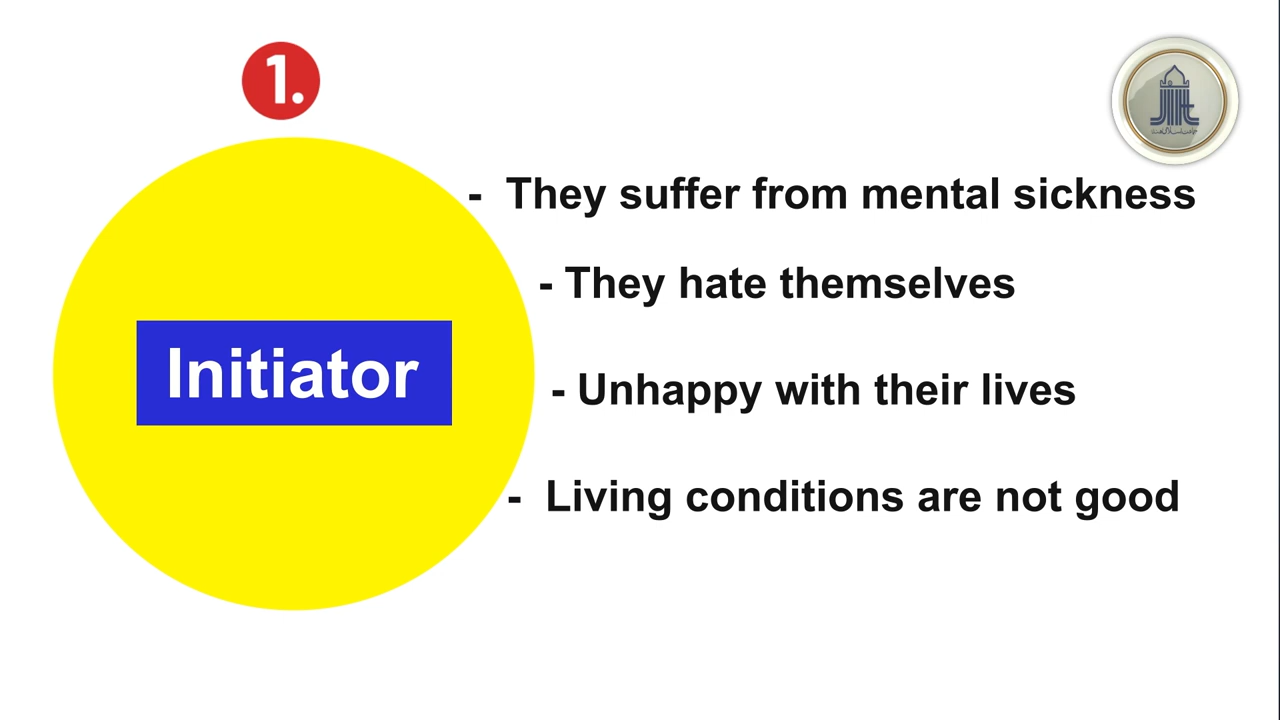 1.
- They suffer from mental sickness
- They hate themselves
Initiator
- Unhappy with their lives
- Living conditions are not good